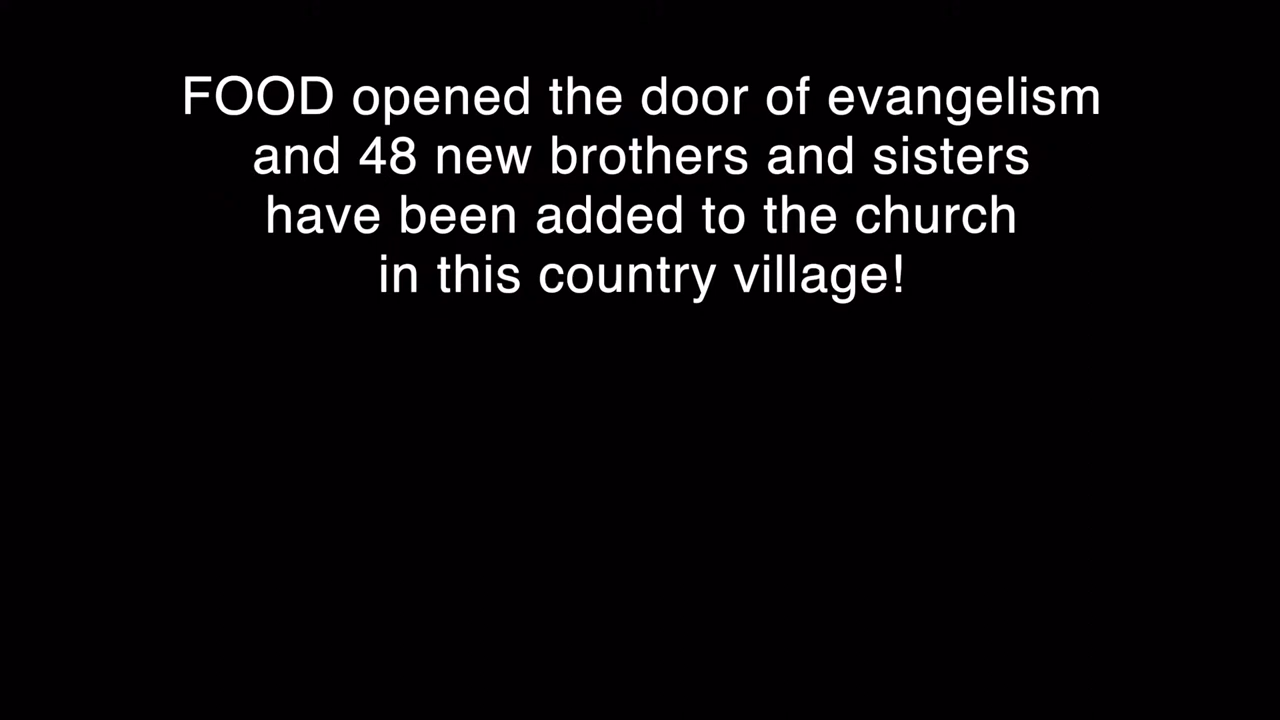 FOOD opened the door of evangelism
and 48 new brothers and sisters
have been added to the church
in this country village!